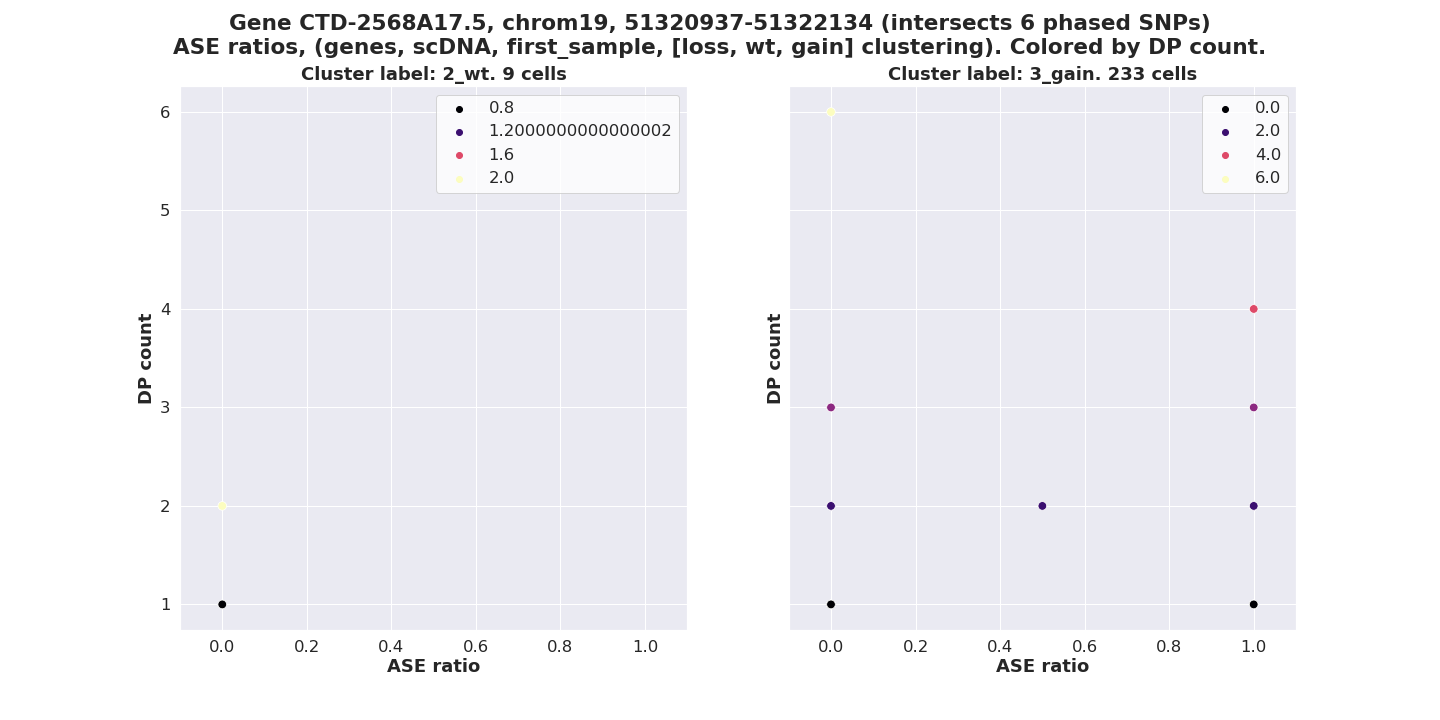 Gene CTD-2568A17.5, chrom19, 51320937-51322134 (intersects 6 phased SNPs)
ASE ratios, (genes, scDNA, first_sample, [loss, wt, gain] clustering). Colored by DP count.
Cluster label: 2_wt. 9 cells
0.8
1.2000000000000002
1.6
2.0
6
5
4
3
2
1
DP count
0.0 0.2 0.4 0.6 0.8 1.0
ASE ratio
Cluster label: 3_gain. 233 cells
0.0
2.0
4.0
6.0
DP count
0.0 0.2 0.4 0.6 0.8 1.0
ASE ratio